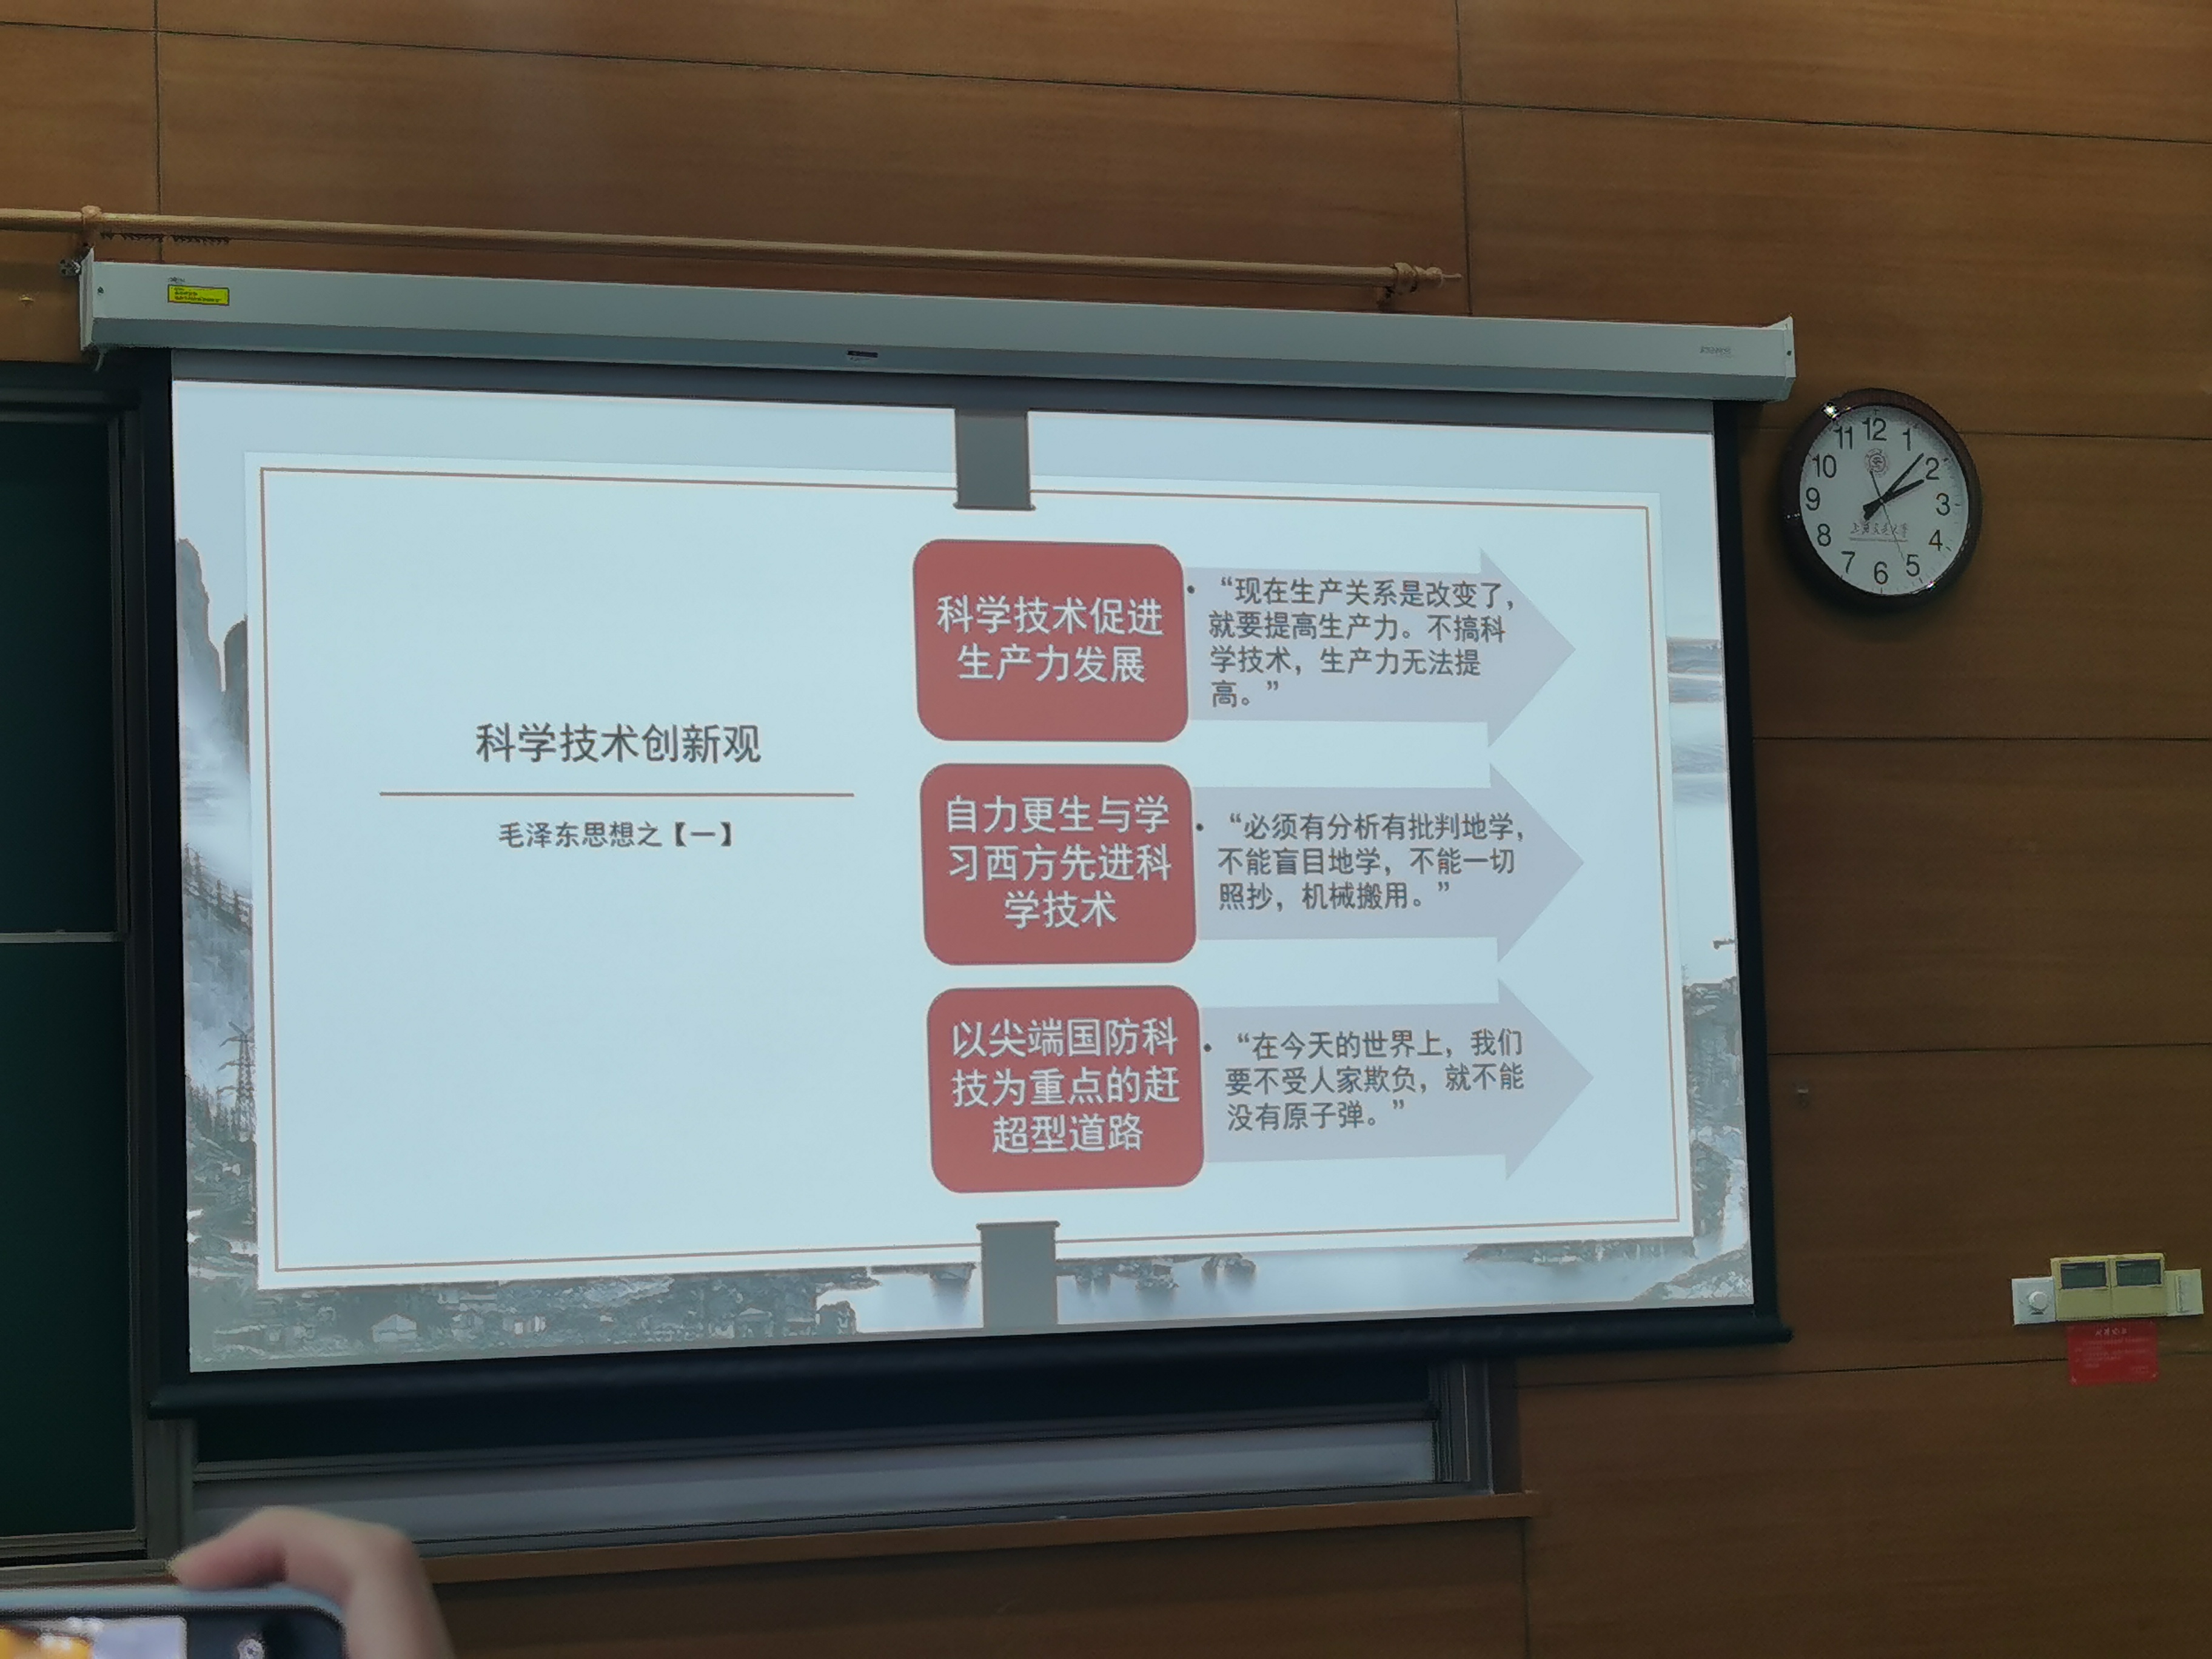 科学技术创新观
毛泽东思想之【一】
科学技术促进
生产力发展
• “现在生产关系是改变了，
就要提高生产力。不搞科
学技术，生产力无法提
高。”
自力更生与学
习西方先进科
学技术
• “必须有分析有批判地学，
不能盲目地学，不能一切
照抄，机械搬用。”
以尖端国防科
技为重点的赶
超型道路
• “在今天的世界上，我们
要不受人家欺负，就不能
没有原子弹。”
12
1
2
3
4
5
6
7
8
9
10
11
上海交通大学